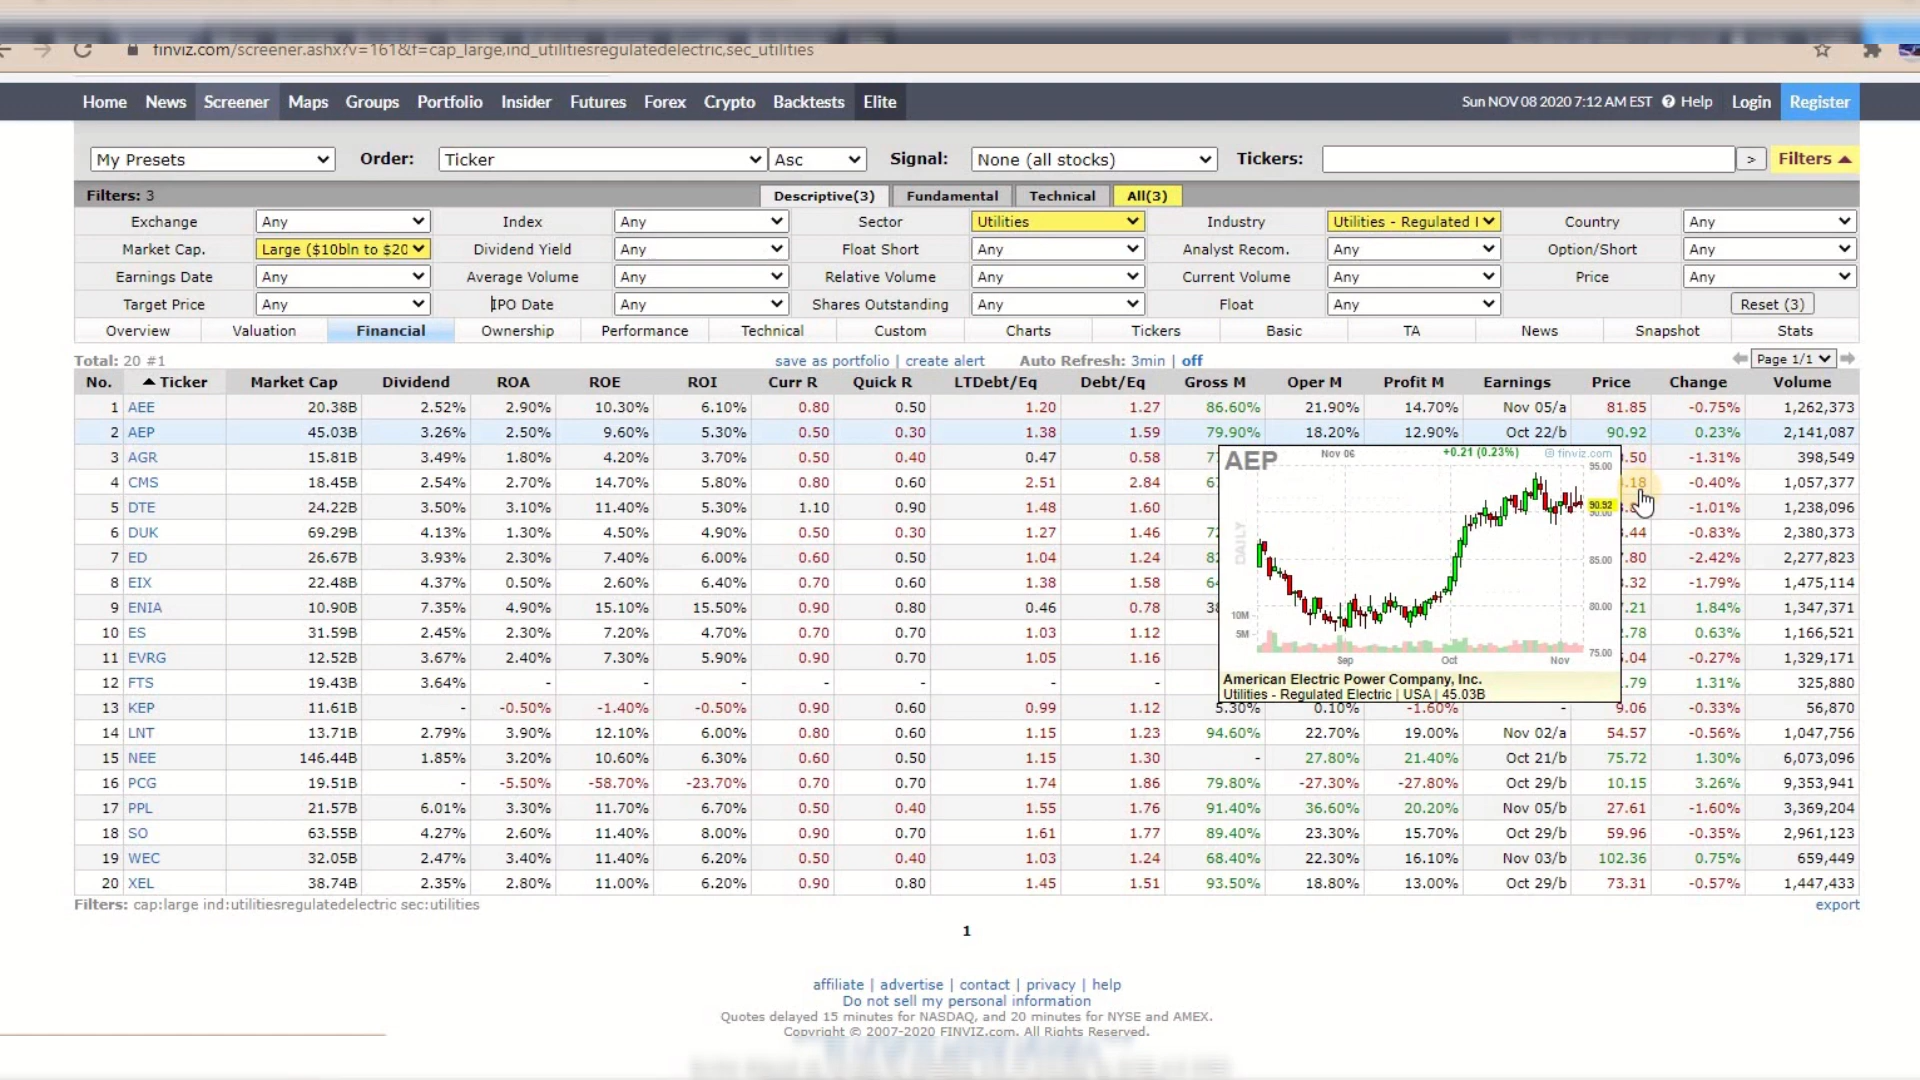 finviz.com/screener.ashx?v=161&f=cap_large,ind_utilitiesregulatedelectric,sec_utilities
Home News Screener Maps Groups Portfolio Insider Futures Forex Crypto Backtests Elite Sun NOV 08 2020 7:12 AM EST Help Login Register
My Presets Order: Ticker Asc Signal: None (all stocks) Tickers: > Filters
Filters: 3 Descriptive(3) Fundamental Technical All(3)
Exchange Any Index Any Sector Utilities Industry Utilities - Regulated Country Any
Market Cap. Large ($10bln to $20 Dividend Yield Any Float Short Any Analyst Recom. Any Option/Short Any
Earnings Date Any Average Volume Any Relative Volume Any Current Volume Any Price Any
Target Price Any IPO Date Any Shares Outstanding Any Float Any Reset (3)
Overview Valuation Financial Ownership Performance Technical Custom Charts Tickers Basic TA News Snapshot Stats
Total: 20 #1 save as portfolio | create alert Auto Refresh: 3min | off Page 1/1
No. Ticker Market Cap Dividend ROA ROE ROI Curr R Quick R LTDebt/Eq Debt/Eq Gross M Oper M Profit M Earnings Price Change Volume
1 AEE 20.38B 2.52% 2.90% 10.30% 6.10% 0.80 0.50 1.20 1.27 86.60% 21.90% 14.70% Nov 05/a 81.85 -0.75% 1,262,373
2 AEP 45.03B 3.26% 2.50% 9.60% 5.30% 0.50 0.30 1.38 1.59 79.90% 18.20% 12.90% Oct 22/b 90.92 0.23% 2,141,087
3 AGR 15.81B 3.49% 1.80% 4.20% 3.70% 0.50 0.40 0.47 0.58 7 .50 -1.31% 398,549
4 CMS 18.45B 2.54% 2.70% 14.70% 5.80% 0.80 0.60 2.51 2.84 6 .18 -0.40% 1,057,377
5 DTE 24.22B 3.50% 3.10% 11.40% 5.30% 1.10 0.90 1.48 1.60 -1.01% 1,238,096
6 DUK 69.29B 4.13% 1.30% 4.50% 4.90% 0.50 0.30 1.27 1.46 72 .44 -0.83% 2,380,373
7 ED 26.67B 3.93% 2.30% 7.40% 6.00% 0.60 0.50 1.04 1.24 82 .80 -2.42% 2,277,823
8 EIX 22.48B 4.37% 0.50% 2.60% 6.40% 0.70 0.60 1.38 1.58 64 .32 -1.79% 1,475,114
9 ENIA 10.90B 7.35% 4.90% 15.10% 15.50% 0.90 0.80 0.46 0.78 38 .21 1.84% 1,347,371
10 ES 31.59B 2.45% 2.30% 7.20% 4.70% 0.70 0.70 1.03 1.12 .78 0.63% 1,166,521
11 EVRG 12.52B 3.67% 2.40% 7.30% 5.90% 0.90 0.70 1.05 1.16 .04 -0.27% 1,329,171
12 FTS 19.43B 3.64% - - - - - - - .79 1.31% 325,880
13 KEP 11.61B - -0.50% -1.40% -0.50% 0.90 0.60 0.99 1.12 5.30% 0.10% -1.60% - 9.06 -0.33% 56,870
14 LNT 13.71B 2.79% 3.90% 12.10% 6.00% 0.80 0.60 1.15 1.23 94.60% 22.70% 19.00% Nov 02/a 54.57 -0.56% 1,047,756
15 NEE 146.44B 1.85% 3.20% 10.60% 6.30% 0.60 0.50 1.15 1.30 - 27.80% 21.40% Oct 21/b 75.72 1.30% 6,073,096
16 PCG 19.51B - -5.50% -58.70% -23.70% 0.70 0.70 1.74 1.86 79.80% -27.30% -27.80% Oct 29/b 10.15 3.26% 9,353,941
17 PPL 21.57B 6.01% 3.30% 11.70% 6.70% 0.50 0.40 1.55 1.76 91.40% 36.60% 20.20% Nov 05/b 27.61 -1.60% 3,369,204
18 SO 63.55B 4.27% 2.60% 11.40% 8.00% 0.90 0.70 1.61 1.77 89.40% 23.30% 15.70% Oct 29/b 59.96 -0.35% 2,961,123
19 WEC 32.05B 2.47% 3.40% 11.40% 6.20% 0.50 0.40 1.03 1.24 68.40% 22.30% 16.10% Nov 03/b 102.36 0.75% 659,449
20 XEL 38.74B 2.35% 2.80% 11.00% 6.20% 0.90 0.80 1.45 1.51 93.50% 18.80% 13.00% Oct 29/b 73.31 -0.57% 1,447,433
AEP Nov 06 +0.21 (0.23%) © finviz.com
95.00
90.92
90.00
DAILY
85.00
80.00
10M
5M
75.00
Sep Oct Nov
American Electric Power Company, Inc.
Utilities - Regulated Electric | USA | 45.03B
Filters: cap:large ind:utilitiesregulatedelectric sec:utilities export
1
affiliate | advertise | contact | privacy | help
Do not sell my personal information
Quotes delayed 15 minutes for NASDAQ, and 20 minutes for NYSE and AMEX.
Copyright © 2007-2020 FINVIZ.com. All Rights Reserved.